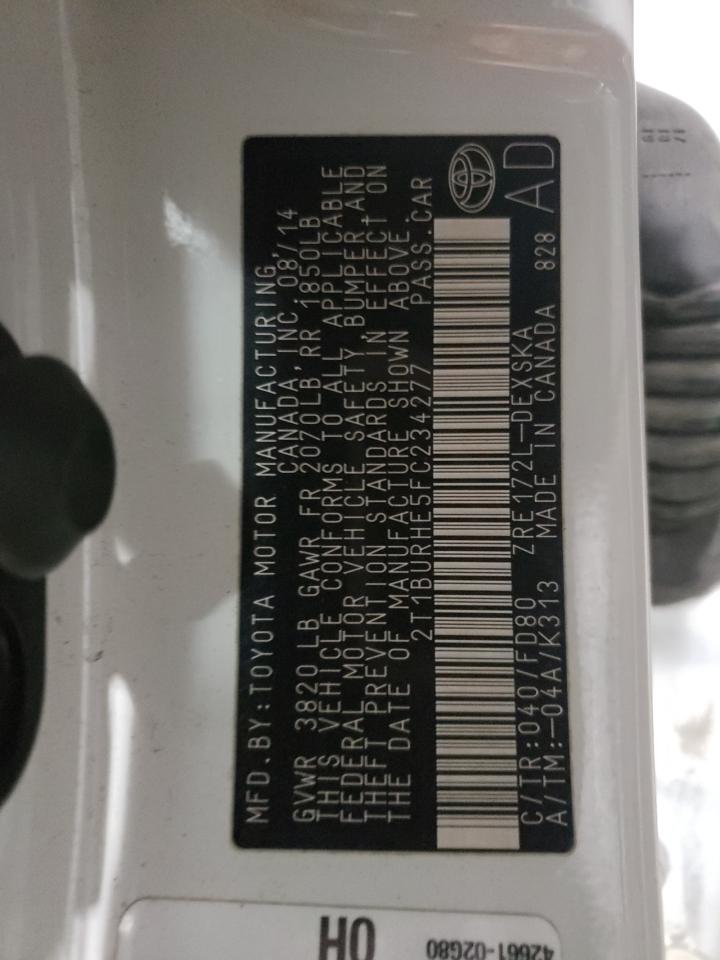 MFD.BY:TOYOTA MOTOR MANUFACTURING,
CANADA,INC. 08/14
GVWR 3820 LB GAWR FR 2070LB, RR 1850LB
THIS VEHICLE CONFORMS TO ALL APPLICABLE
FEDERAL MOTOR VEHICLE SAFETY, BUMPER AND
THEFT PREVENTION STANDARDS IN EFFECT ON
THE DATE OF MANUFACTURE SHOWN ABOVE.
2T1BURHE5FC234277 PASS.CAR
C/TR:040/FD80 ZRE172L-DEXSKA
A/TM:-04A/K313 MADE IN CANADA 828
AD
OH
42661-02G80